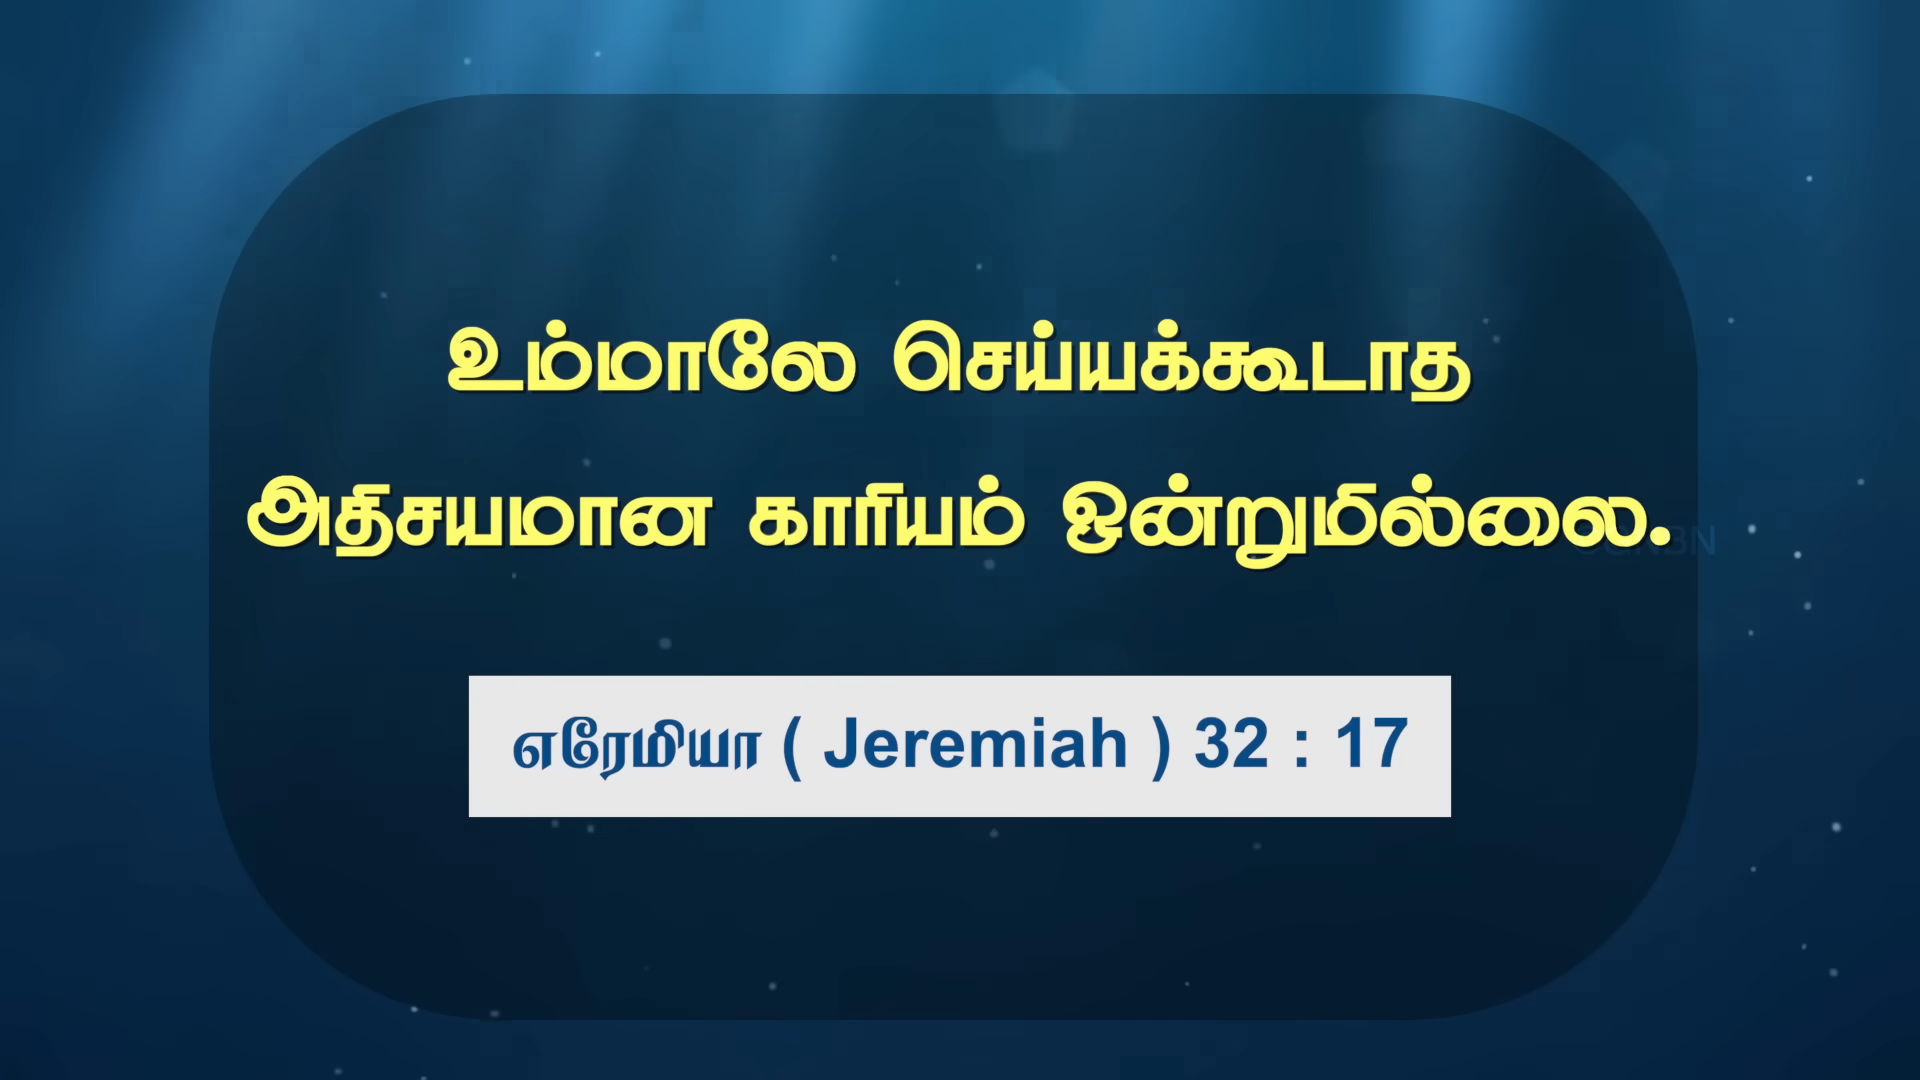 உம்மாலே செய்யக்கூடாத
அதிசயமான காரியம் ஒன்றுமில்லை.
எரேமியா ( Jeremiah ) 32 : 17